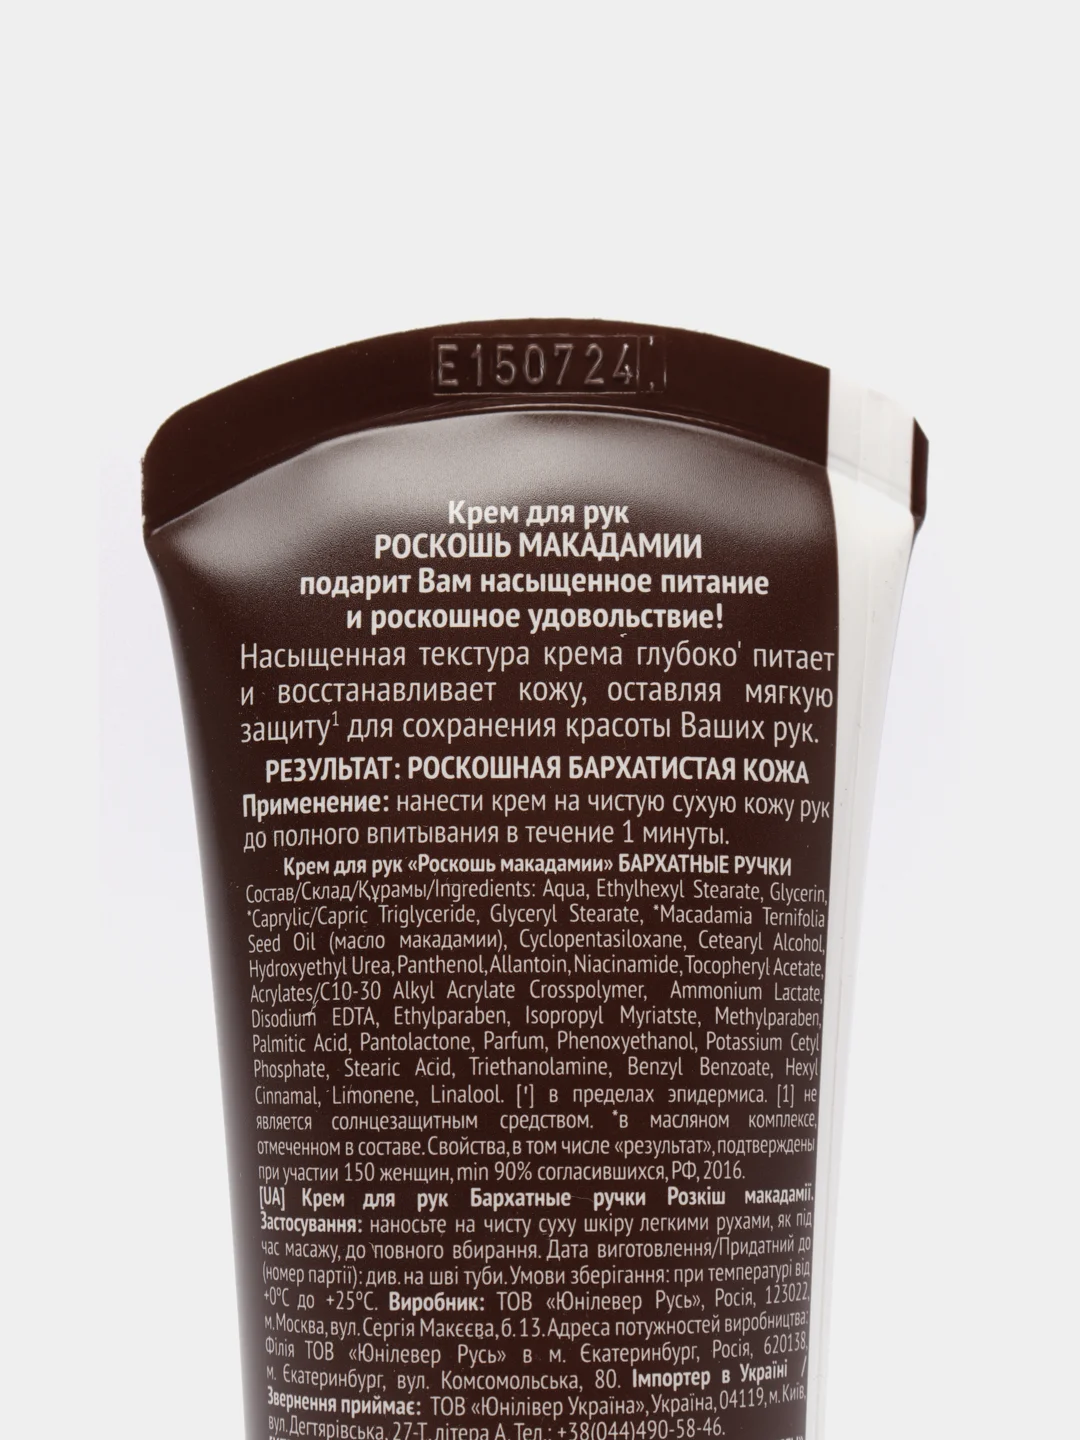 E150724
Крем для рук
РОСКОШЬ МАКАДАМИИ
подарит Вам насыщенное питание
и роскошное удовольствие!
Насыщенная текстура крема глубоко' питает
и восстанавливает кожу, оставляя мягкую
защиту¹ для сохранения красоты Ваших рук.
РЕЗУЛЬТАТ: РОСКОШНАЯ БАРХАТИСТАЯ КОЖА
Применение: нанести крем на чистую сухую кожу рук
до полного впитывания в течение 1 минуты.
Крем для рук «Роскошь макадамии» БАРХАТНЫЕ РУЧКИ
Состав/Склад/Құрамы/Ingredients: Aqua, Ethylhexyl Stearate, Glycerin,
*Caprylic/Capric Triglyceride, Glyceryl Stearate, *Macadamia Ternifolia
Seed Oil (масло макадамии), Cyclopentasiloxane, Cetearyl Alcohol,
Hydroxyethyl Urea, Panthenol, Allantoin, Niacinamide, Tocopheryl Acetate,
Acrylates/C10-30 Alkyl Acrylate Crosspolymer, Ammonium Lactate,
Disodium EDTA, Ethylparaben, Isopropyl Myriatste, Methylparaben,
Palmitic Acid, Pantolactone, Parfum, Phenoxyethanol, Potassium Cetyl
Phosphate, Stearic Acid, Triethanolamine, Benzyl Benzoate, Hexyl
Cinnamal, Limonene, Linalool. ['] в пределах эпидермиса. [1] не
является солнцезащитным средством. *в масляном комплексе,
отмеченном в составе. Свойства, в том числе «результат», подтверждены
при участии 150 женщин, min 90% согласившихся, РФ, 2016.
[UA] Крем для рук Бархатные ручки Розкіш макадамії.
Застосування: наносьте на чисту суху шкіру легкими рухами, як під
час масажу, до повного вбирання. Дата виготовлення/Придатний до
(номер партії): див. на шві туби. Умови зберігання: при температурі від
+0°C до +25°C. Виробник: ТОВ «Юнілевер Русь», Росія, 123022,
м.Москва, вул. Сергія Макєєва, б. 13. Адреса потужностей виробництва:
Філія ТОВ «Юнілевер Русь» в м. Єкатеринбург, Росія, 620138,
м. Єкатеринбург, вул. Комсомольська, 80. Імпортер в Україні /
Звернення приймає: ТОВ «Юнілівер Україна», Україна, 04119, м. Київ,
вул. Дегтярівська, 27-Т, літера А. Тел.: +38(044)490-58-46.